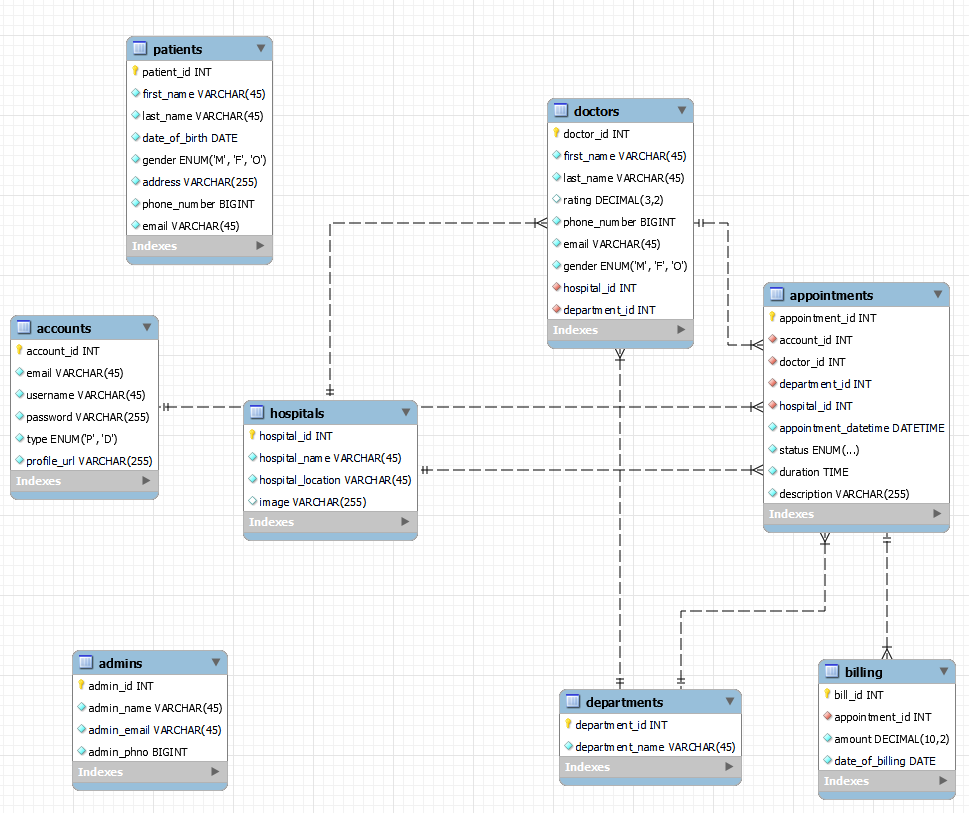 patients
patient_id INT
first_name VARCHAR(45)
last_name VARCHAR(45)
date_of_birth DATE
gender ENUM('M', 'F', 'O')
address VARCHAR(255)
phone_number BIGINT
email VARCHAR(45)
Indexes
doctors
doctor_id INT
first_name VARCHAR(45)
last_name VARCHAR(45)
rating DECIMAL(3,2)
phone_number BIGINT
email VARCHAR(45)
gender ENUM('M', 'F', 'O')
hospital_id INT
department_id INT
Indexes
appointments
appointment_id INT
account_id INT
doctor_id INT
department_id INT
hospital_id INT
appointment_datetime DATETIME
status ENUM(...)
duration TIME
description VARCHAR(255)
Indexes
accounts
account_id INT
email VARCHAR(45)
username VARCHAR(45)
password VARCHAR(255)
type ENUM('P', 'D')
profile_url VARCHAR(255)
Indexes
hospitals
hospital_id INT
hospital_name VARCHAR(45)
hospital_location VARCHAR(45)
image VARCHAR(255)
Indexes
admins
admin_id INT
admin_name VARCHAR(45)
admin_email VARCHAR(45)
admin_phno BIGINT
Indexes
departments
department_id INT
department_name VARCHAR(45)
Indexes
billing
bill_id INT
appointment_id INT
amount DECIMAL(10,2)
date_of_billing DATE
Indexes